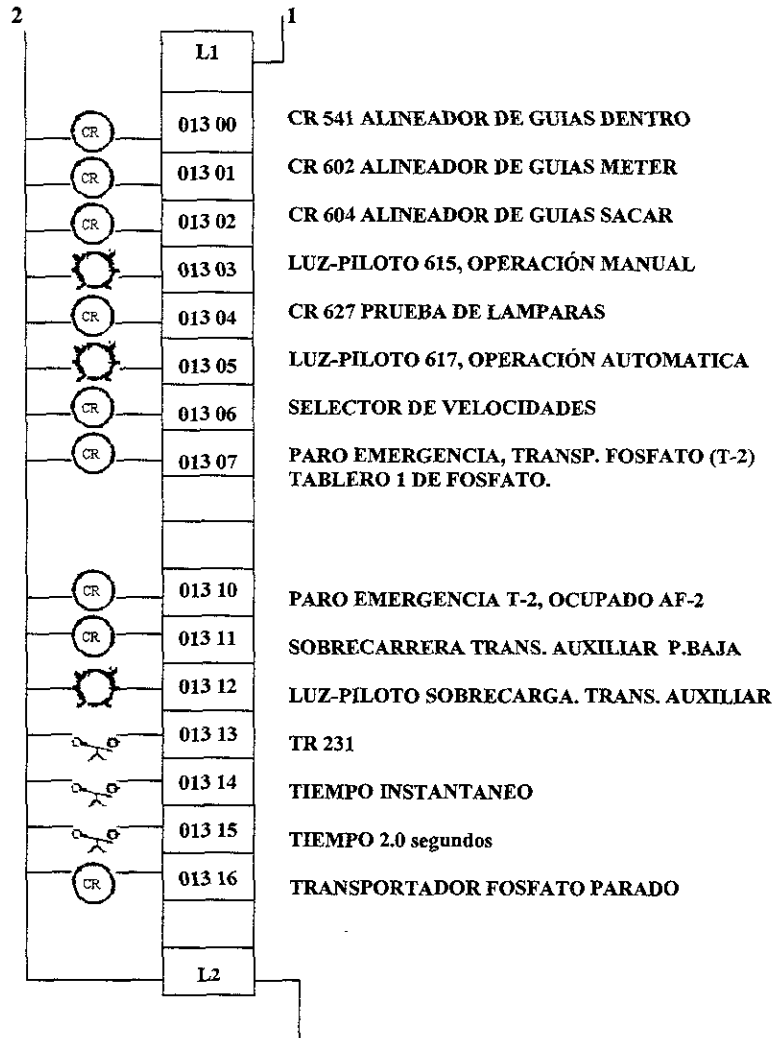 2 1
L1
CR 013 00 CR 541 ALINEADOR DE GUIAS DENTRO
CR 013 01 CR 602 ALINEADOR DE GUIAS METER
CR 013 02 CR 604 ALINEADOR DE GUIAS SACAR
013 03 LUZ-PILOTO 615, OPERACIÓN MANUAL
CR 013 04 CR 627 PRUEBA DE LAMPARAS
013 05 LUZ-PILOTO 617, OPERACIÓN AUTOMATICA
CR 013 06 SELECTOR DE VELOCIDADES
CR 013 07 PARO EMERGENCIA, TRANSP. FOSFATO (T-2)
TABLERO 1 DE FOSFATO.
CR 013 10 PARO EMERGENCIA T-2, OCUPADO AF-2
CR 013 11 SOBRECARRERA TRANS. AUXILIAR P.BAJA
013 12 LUZ-PILOTO SOBRECARGA. TRANS. AUXILIAR
013 13 TR 231
013 14 TIEMPO INSTANTANEO
013 15 TIEMPO 2.0 segundos
CR 013 16 TRANSPORTADOR FOSFATO PARADO
L2